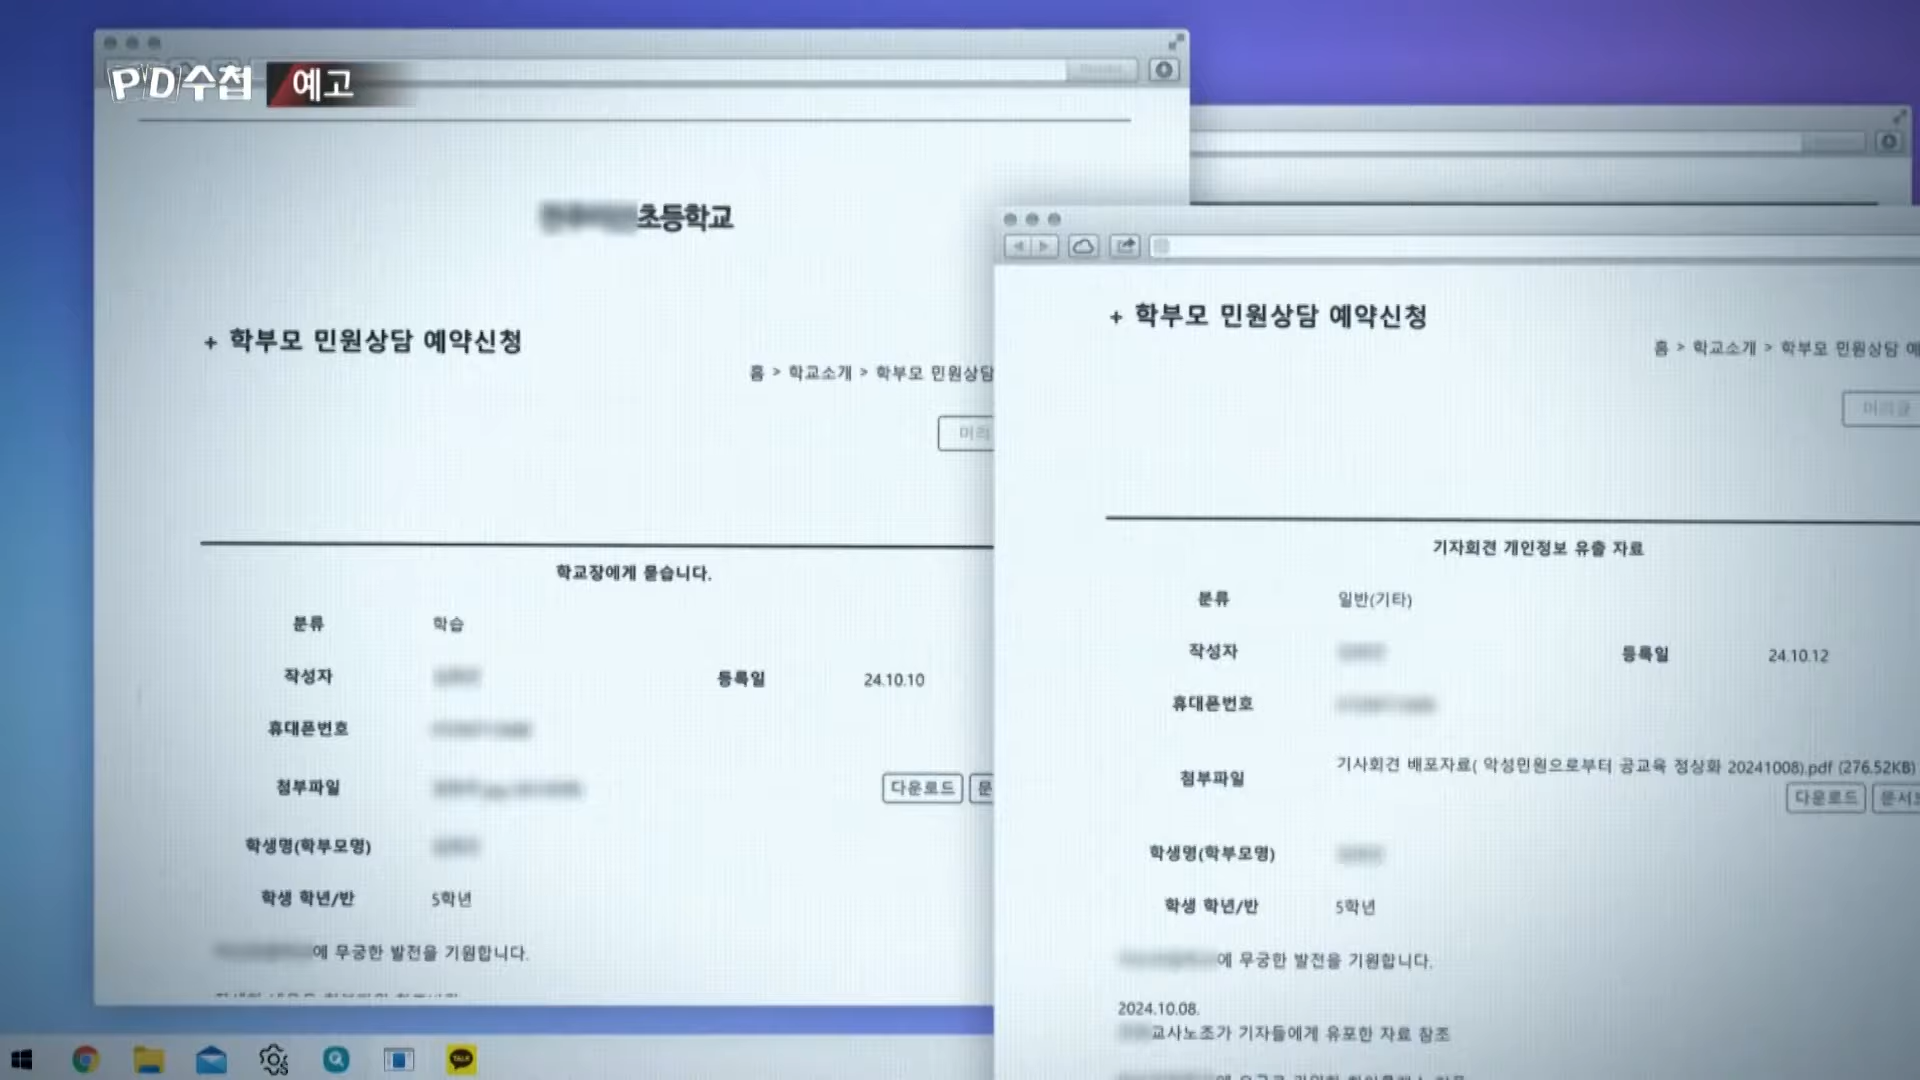 PD수첩 예고
초등학교
+ 학부모 민원상담 예약신청
홈 > 학교소개 > 학부모 민원상담
미리
학교장에게 묻습니다.
분류 학습
작성자 등록일 24.10.10
휴대폰번호
첨부파일 다운로드 문
학생명(학부모명)
학생 학년/반 5학년
에 무궁한 발전을 기원합니다.
+ 학부모 민원상담 예약신청
홈 > 학교소개 > 학부모 민원상담 예
미리글
기자회견 개인정보 유출 자료
분류 일반(기타)
작성자 등록일 24.10.12
휴대폰번호
첨부파일 기사회견 배포자료( 악성민원으로부터 공교육 정상화 20241008).pdf (276.52KB)
다운로드 문서
학생명(학부모명)
학생 학년/반 5학년
에 무궁한 발전을 기원합니다.
2024.10.08.
교사노조가 기자들에게 유포한 자료 참조
TALK